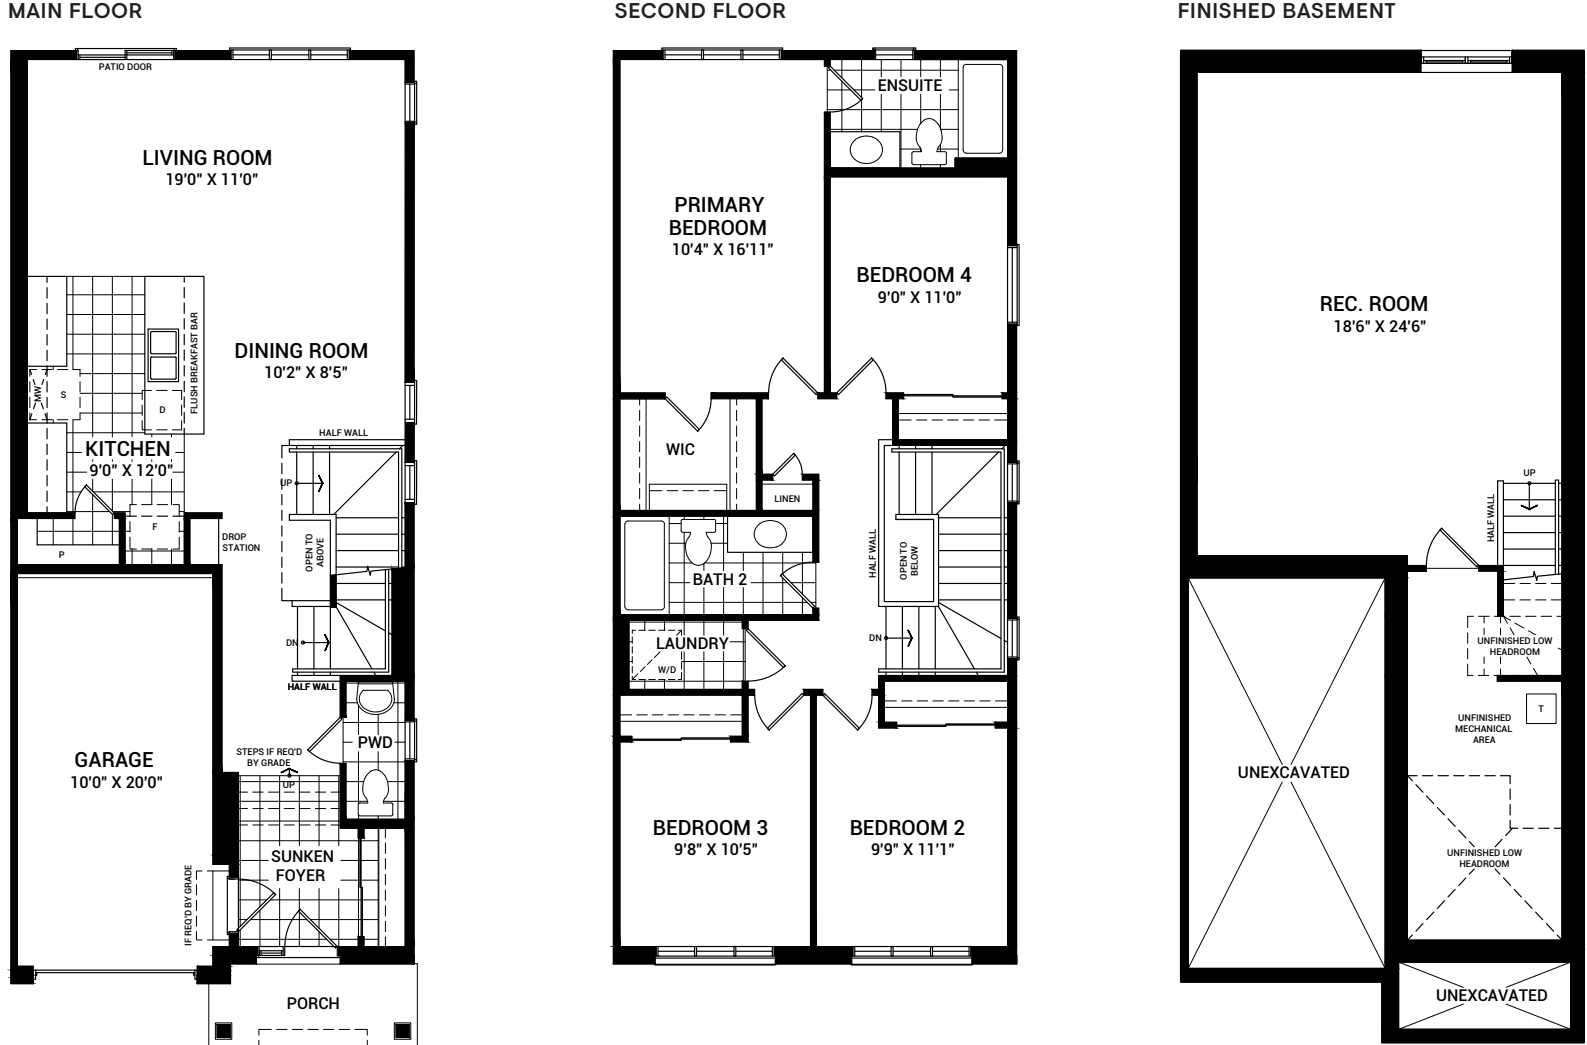 MAIN FLOOR
PATIO DOOR
LIVING ROOM
19'0" X 11'0"
FLUSH BREAKFAST BAR
DINING ROOM
10'2" X 8'5"
MW
S
D
KITCHEN
9'0" X 12'0"
HALF WALL
UP
F
P
DROP
STATION
OPEN TO
ABOVE
DN
HALF WALL
PWD
STEPS IF REQ'D
BY GRADE
UP
GARAGE
10'0" X 20'0"
SUNKEN
FOYER
IF REQ'D BY GRADE
PORCH
SECOND FLOOR
ENSUITE
PRIMARY
BEDROOM
10'4" X 16'11"
BEDROOM 4
9'0" X 11'0"
WIC
LINEN
HALF WALL
OPEN TO
BELOW
BATH 2
DN
LAUNDRY
W/D
BEDROOM 3
9'8" X 10'5"
BEDROOM 2
9'9" X 11'1"
FINISHED BASEMENT
REC. ROOM
18'6" X 24'6"
UP
HALF WALL
UNFINISHED LOW
HEADROOM
T
UNFINISHED
MECHANICAL
AREA
UNEXCAVATED
UNFINISHED LOW
HEADROOM
UNEXCAVATED